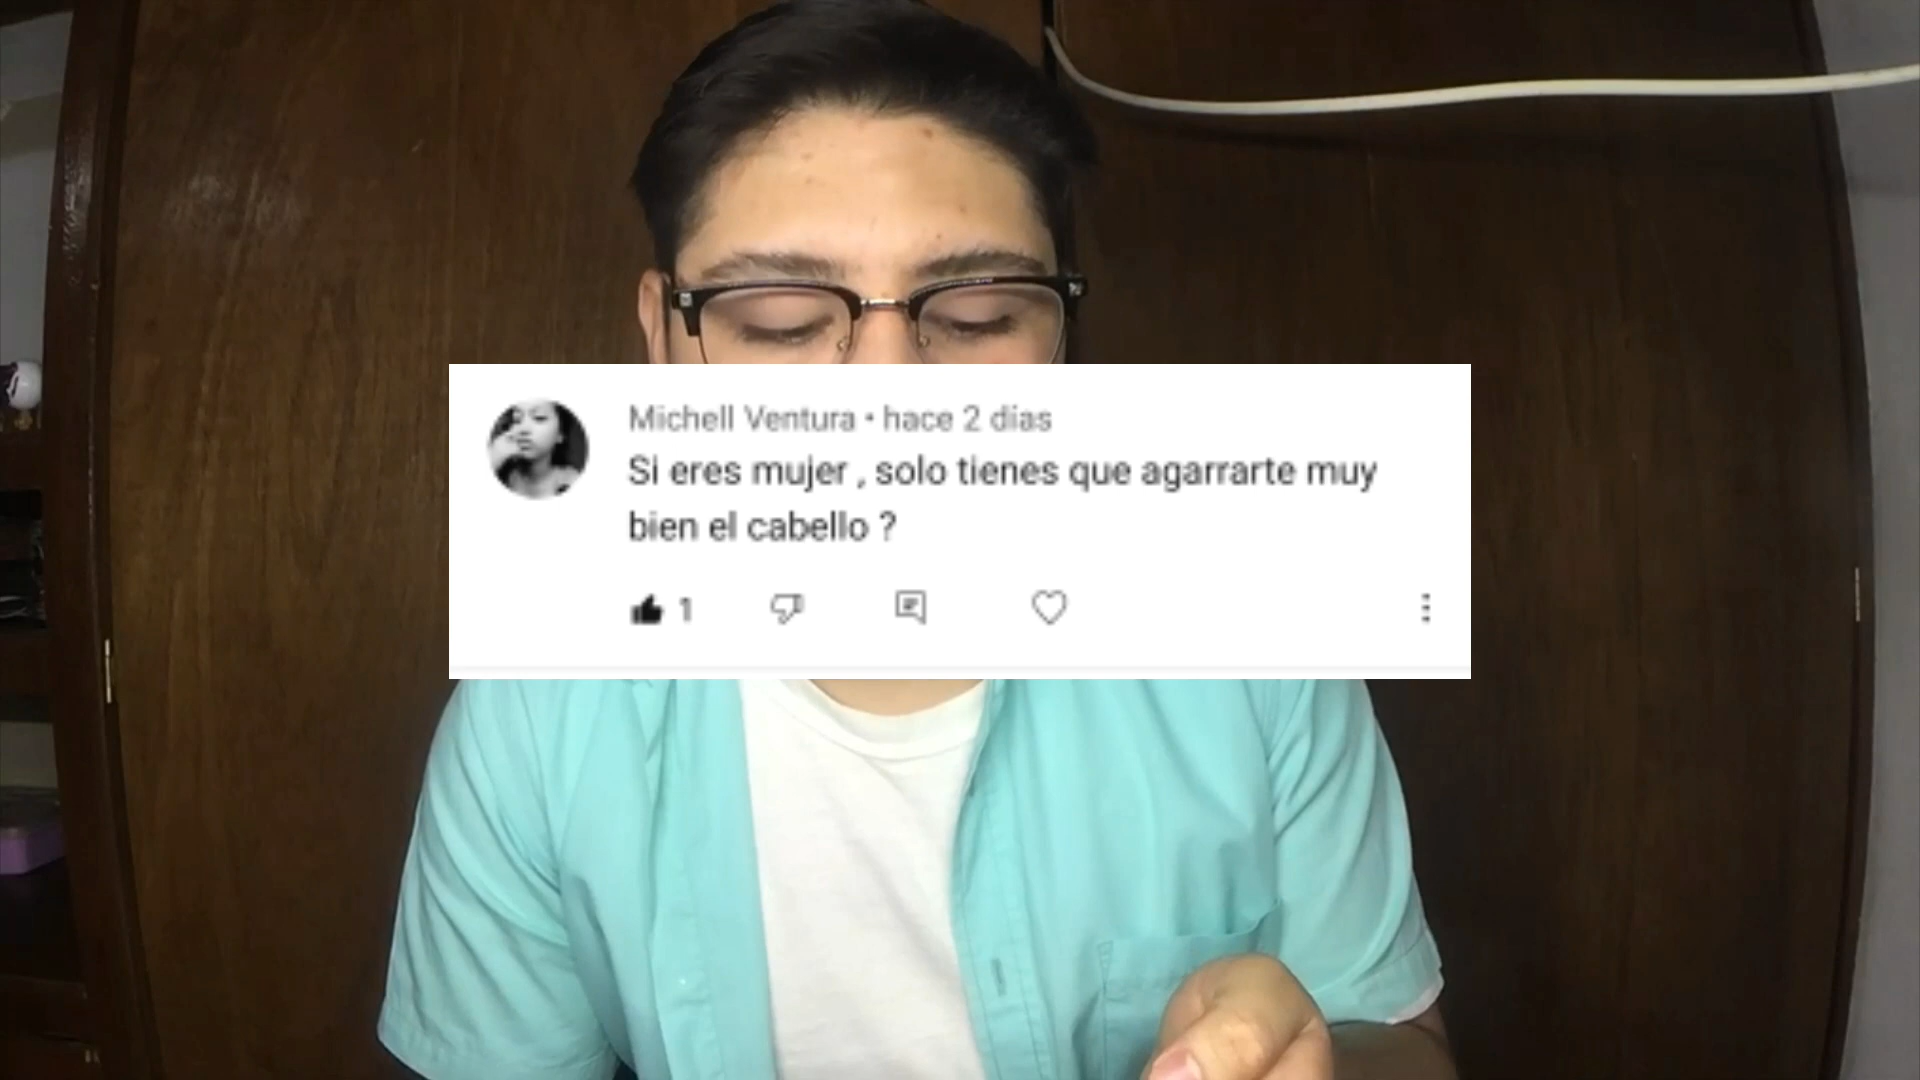 Michell Ventura • hace 2 días
Si eres mujer , solo tienes que agarrarte muy
bien el cabello ?
1